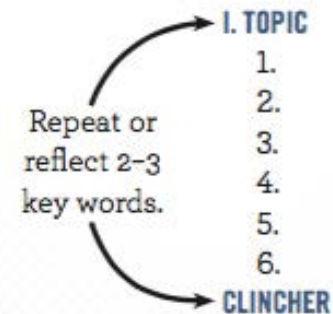 I. TOPIC
1.
2.
Repeat or
reflect 2–3
key words.
3.
4.
5.
6.
CLINCHER